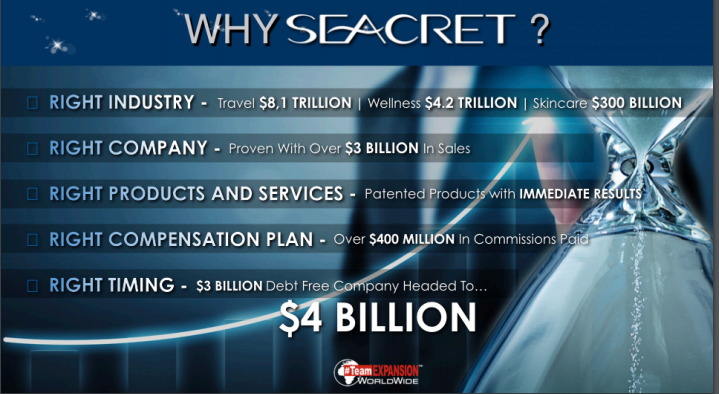 WHY SEACRET ?
RIGHT INDUSTRY - Travel $8,1 TRILLION | Wellness $4.2 TRILLION | Skincare $300 BILLION
RIGHT COMPANY - Proven With Over $3 BILLION In Sales
RIGHT PRODUCTS AND SERVICES - Patented Products with IMMEDIATE RESULTS
RIGHT COMPENSATION PLAN - Over $400 MILLION In Commissions Paid
RIGHT TIMING - $3 BILLION Debt Free Company Headed To...
$4 BILLION
#TeamEXPANSION™
WORLDWIDE